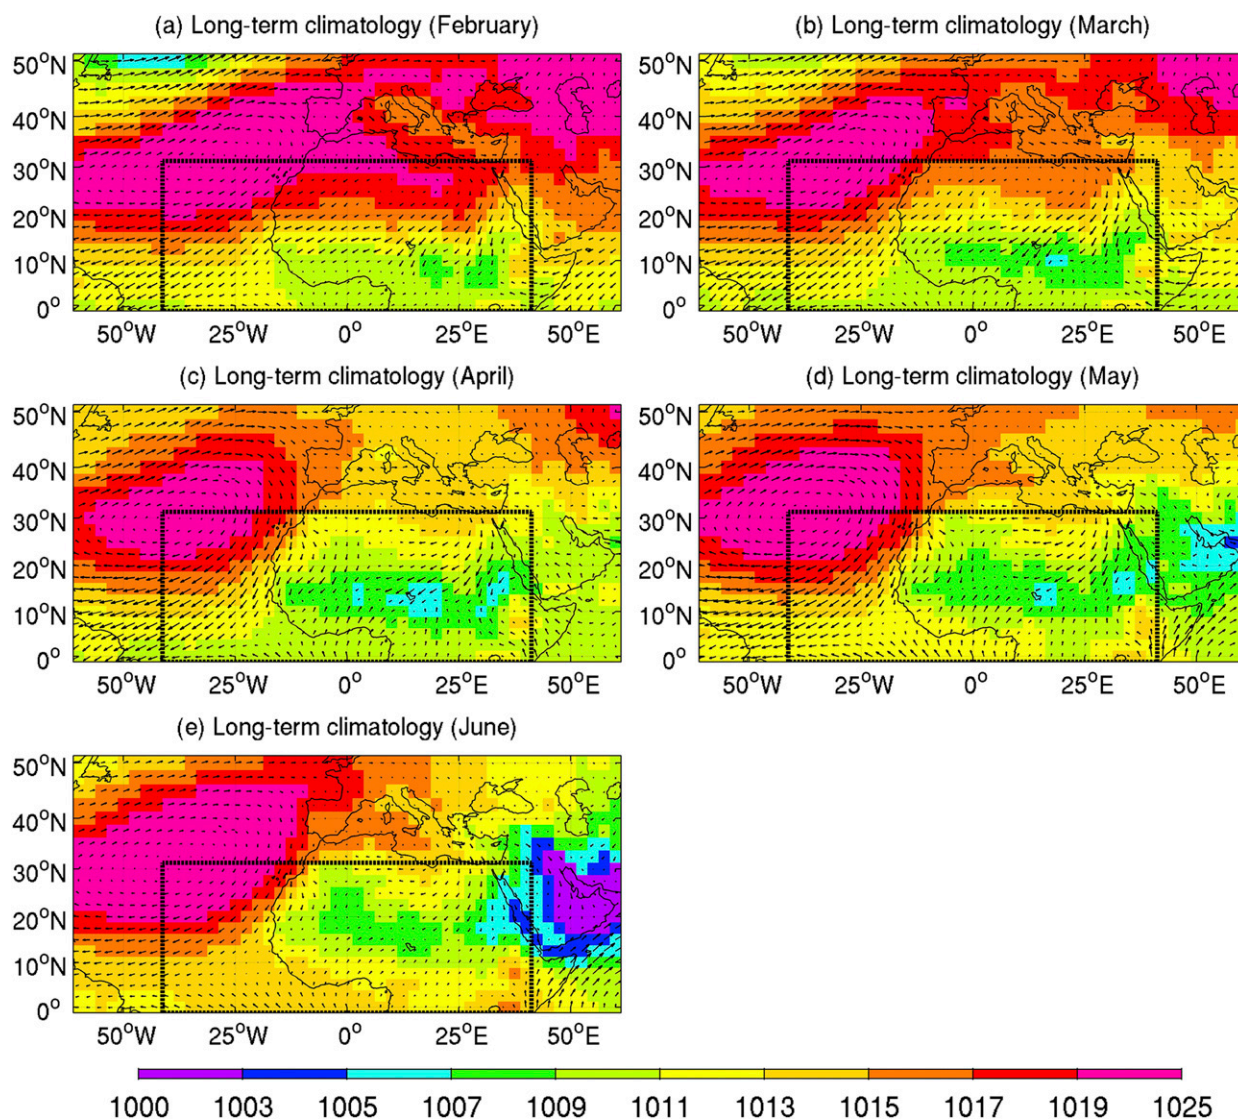 (a) Long-term climatology (February)
(b) Long-term climatology (March)
50°N
40°N
30°N
20°N
10°N
0°
50°W 25°W 0° 25°E 50°E
50°N
40°N
30°N
20°N
10°N
0°
50°W 25°W 0° 25°E 50°E
(c) Long-term climatology (April)
(d) Long-term climatology (May)
50°N
40°N
30°N
20°N
10°N
0°
50°W 25°W 0° 25°E 50°E
50°N
40°N
30°N
20°N
10°N
0°
50°W 25°W 0° 25°E 50°E
(e) Long-term climatology (June)
50°N
40°N
30°N
20°N
10°N
0°
50°W 25°W 0° 25°E 50°E
1000 1003 1005 1007 1009 1011 1013 1015 1017 1019 1025